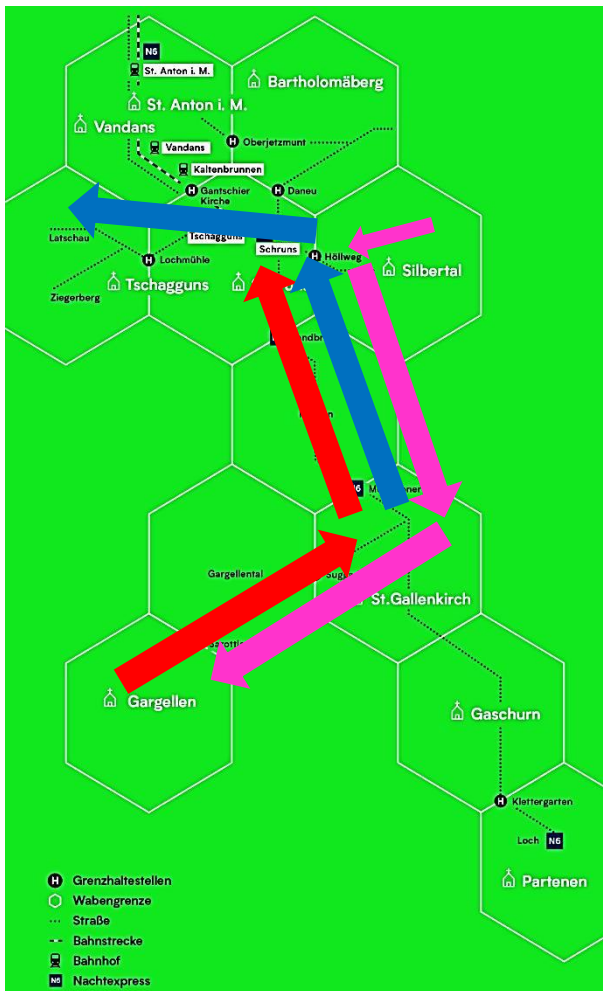 N6
St. Anton i. M.
St. Anton i. M.
Bartholomäberg
Vandans
Oberjetzmunt
Vandans
Kaltenbrunnen
Gantschier
Kirche
Daneu
Tschagguns
Latschau
Schruns
Höllweg
Lochmühle
Silbertal
Tschagguns
Ziegerberg
Gargellental
St.Gallenkirch
Gargellen
Gaschurn
Klettergarten
Loch N6
Partenen
H Grenzhaltestellen
Wabengrenze
Straße
Bahnstrecke
Bahnhof
N6 Nachtexpress